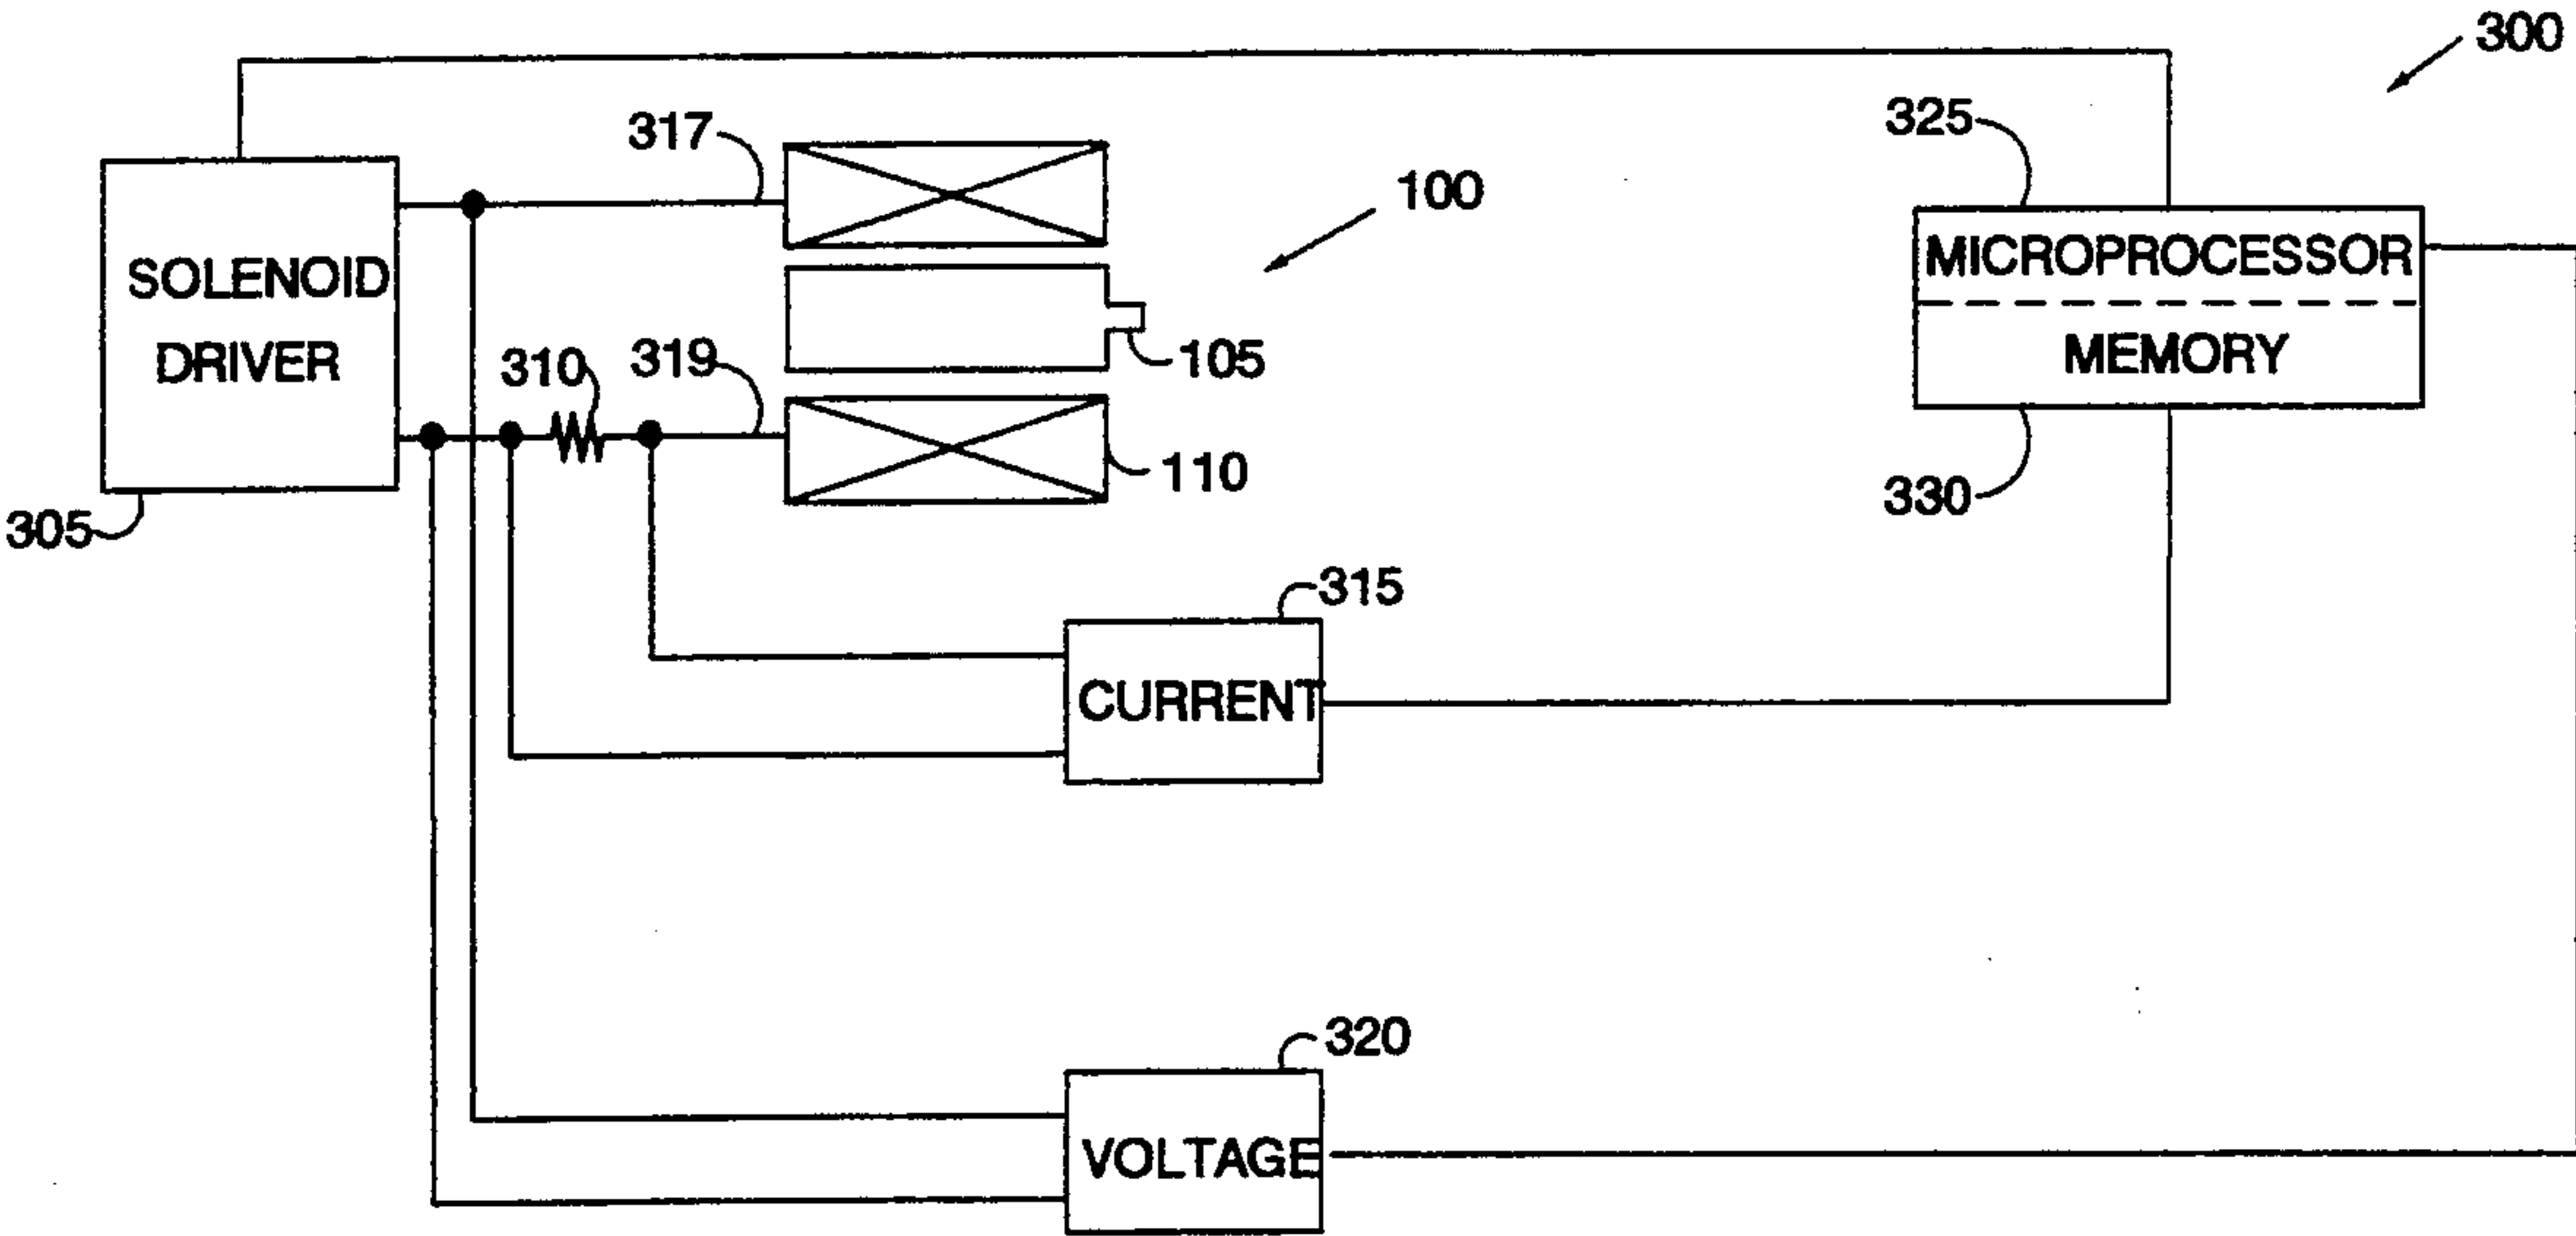 300
317
325
100
SOLENOID
DRIVER
MICROPROCESSOR
MEMORY
310
319
105
110
330
305
315
CURRENT
320
VOLTAGE